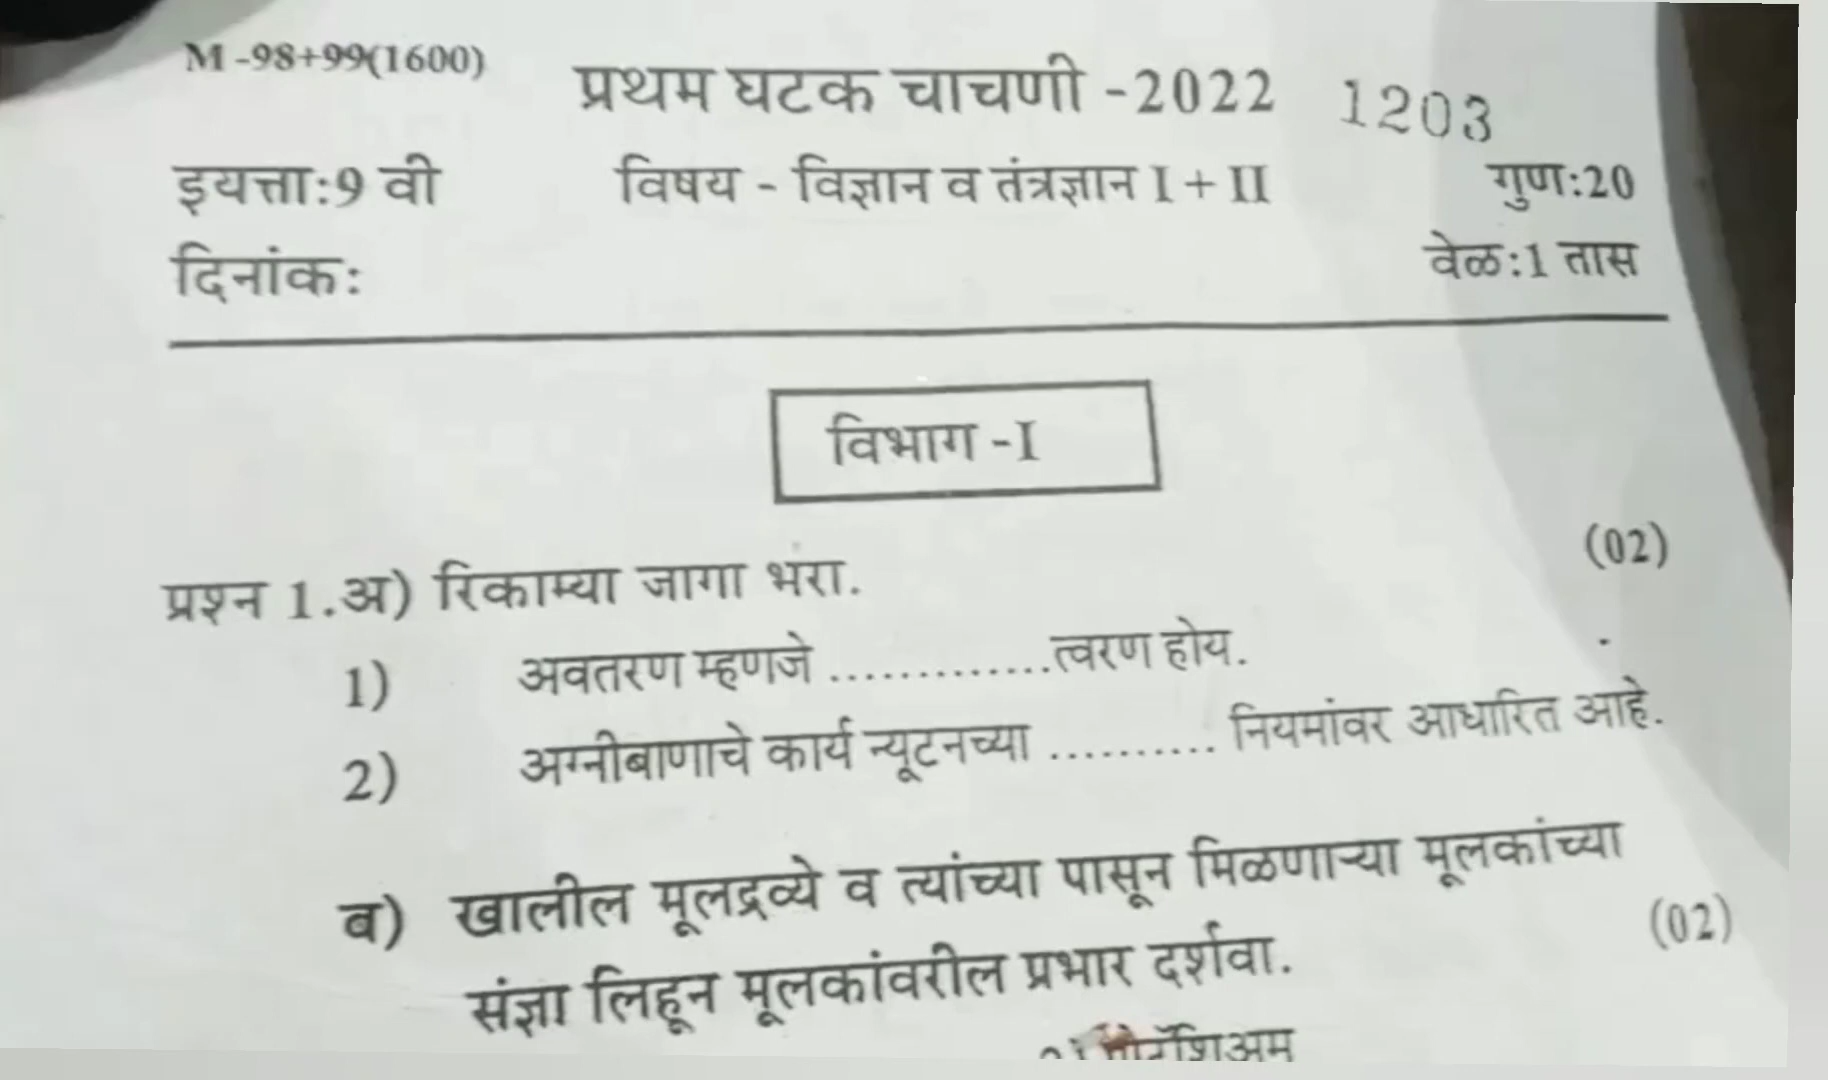 M -98+99(1600)
प्रथम घटक चाचणी -2022 1203
इयत्ता:9 वी विषय - विज्ञान व तंत्रज्ञान I + II गुण:20
दिनांक: वेळ:1 तास
विभाग -I
प्रश्न 1.अ) रिकाम्या जागा भरा. (02)
1) अवतरण म्हणजे .............त्वरण होय.
2) अग्नीबाणाचे कार्य न्यूटनच्या .......... नियमांवर आधारित आहे.
ब) खालील मूलद्रव्ये व त्यांच्या पासून मिळणाऱ्या मूलकांच्या
संज्ञा लिहून मूलकांवरील प्रभार दर्शवा. (02)